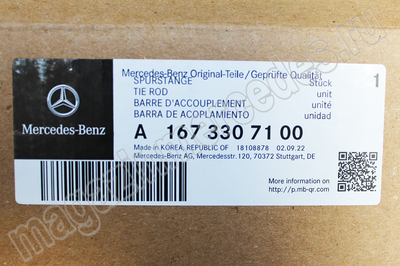 Mercedes-Benz Original-Teile/Geprüfte Qualität
SPURSTANGE
TIE ROD
BARRE D'ACCOUPLEMENT
BARRA DE ACOPLAMIENTO
Stück
unit
unité
unidad
1
Mercedes-Benz
A 167 330 71 00
Made in KOREA, REPUBLIC OF 18108878 02.09.22
Mercedes-Benz AG, Mercedesstr.120, 70372 Stuttgart, DE
More information on
http://p.mb-qr.com